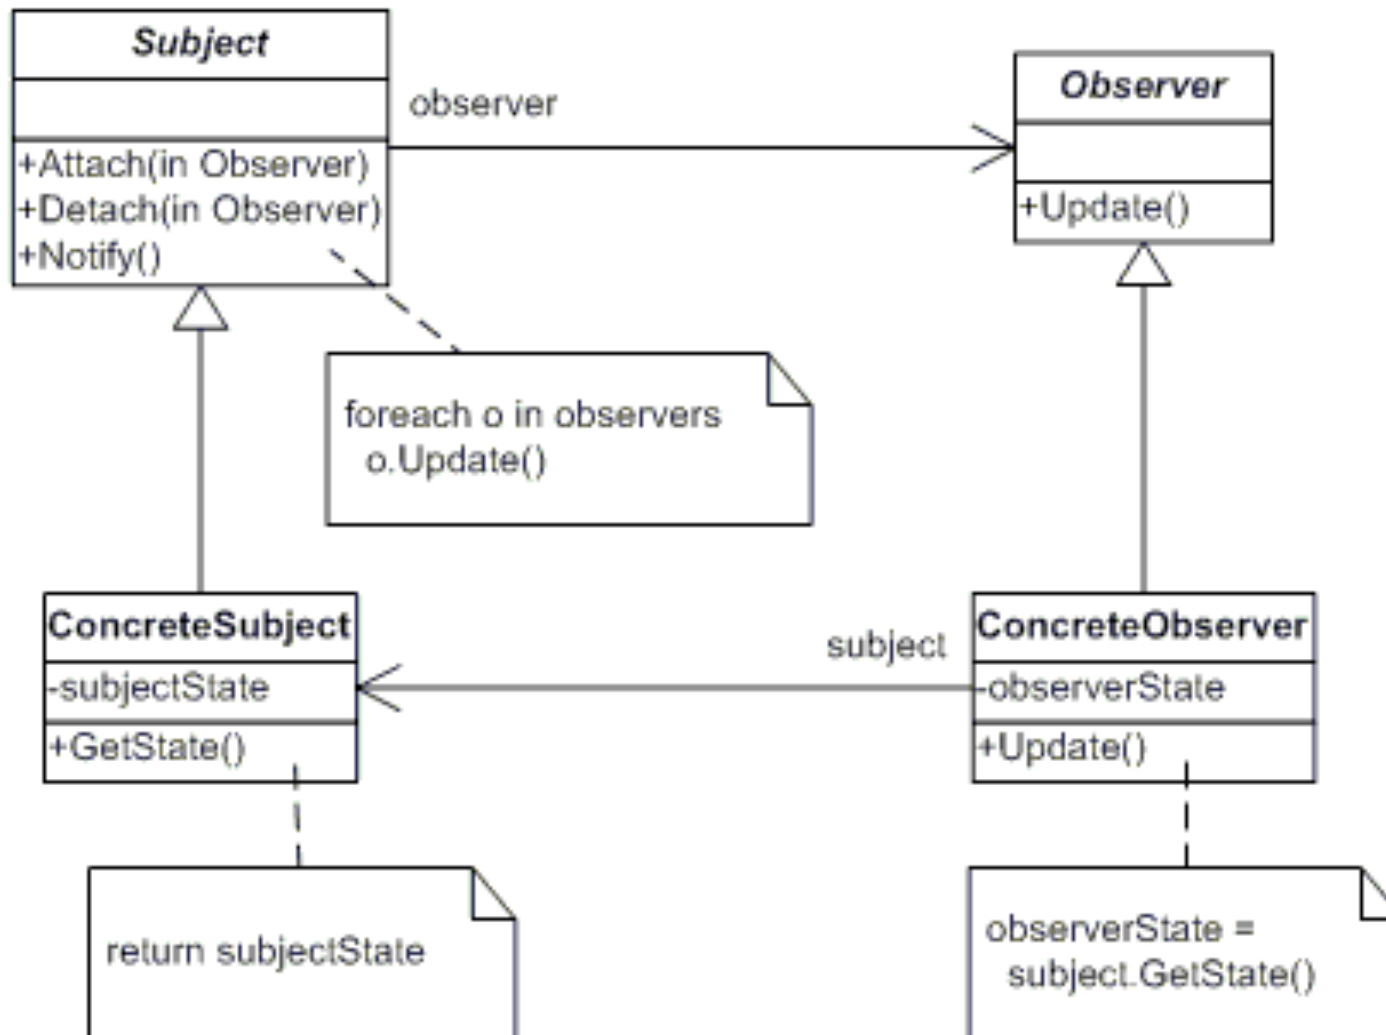 Subject
+Attach(in Observer)
+Detach(in Observer)
+Notify()
observer
Observer
+Update()
foreach o in observers
o.Update()
ConcreteSubject
-subjectState
+GetState()
subject
ConcreteObserver
-observerState
+Update()
return subjectState
observerState =
subject.GetState()